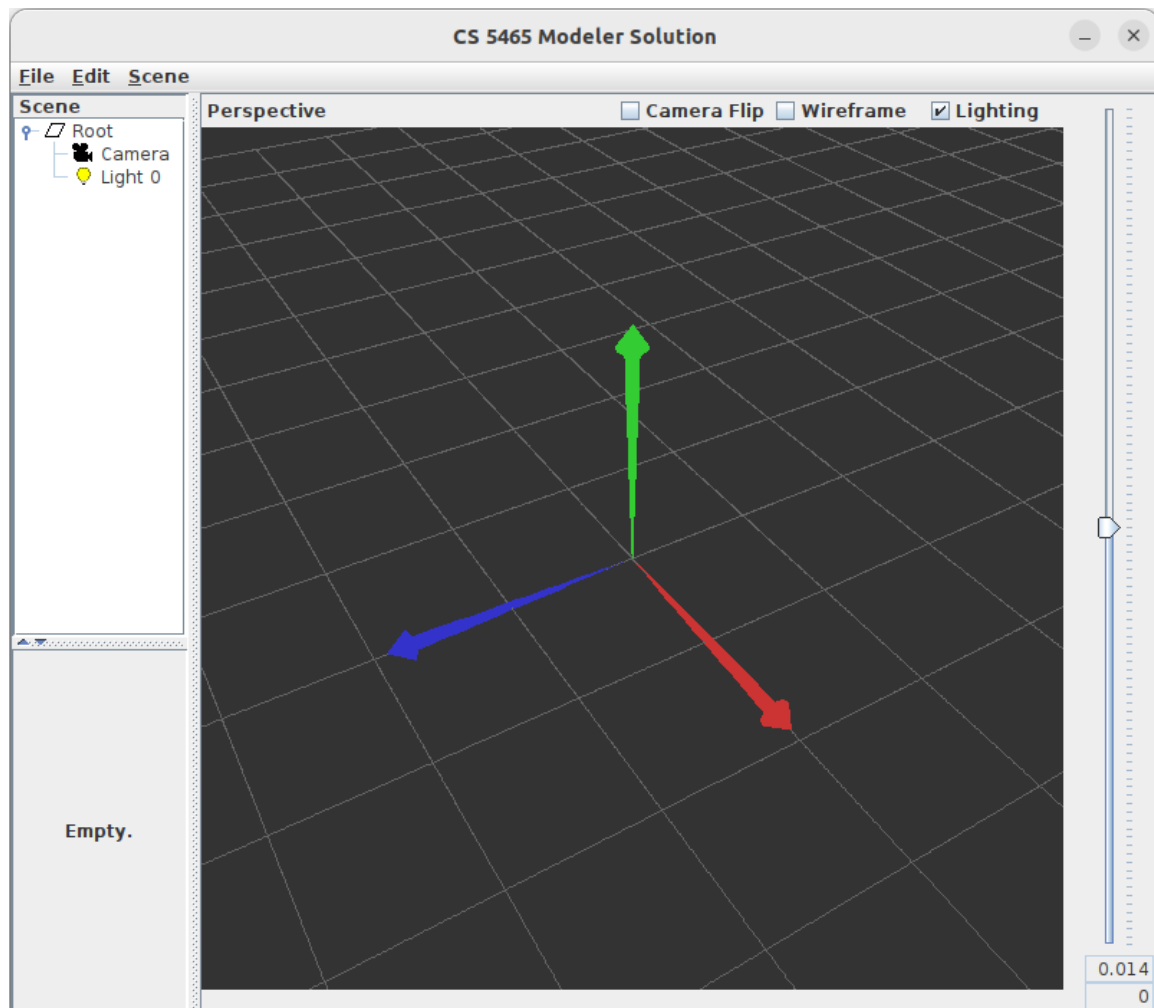 CS 5465 Modeler Solution
File Edit Scene
Scene
Root
Camera
Light 0
Perspective Camera Flip Wireframe Lighting
Empty.
0.014
0